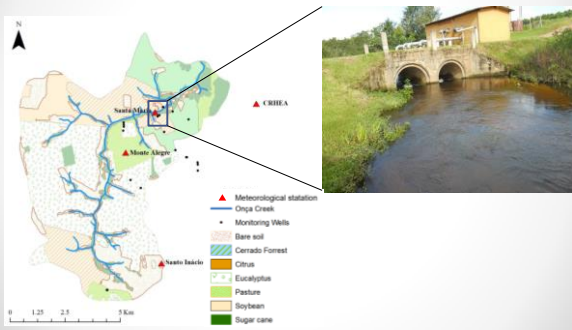 N
CRHEA
Santa Maria
Monte Alegre
Santo Inácio
Meteorological statation
Onça Creek
Monitoring Wells
Bare soil
Cerrado Forrest
Citrus
Eucalyptus
Pasture
Soybean
Sugar cane
0 1.25 2.5 5 Km